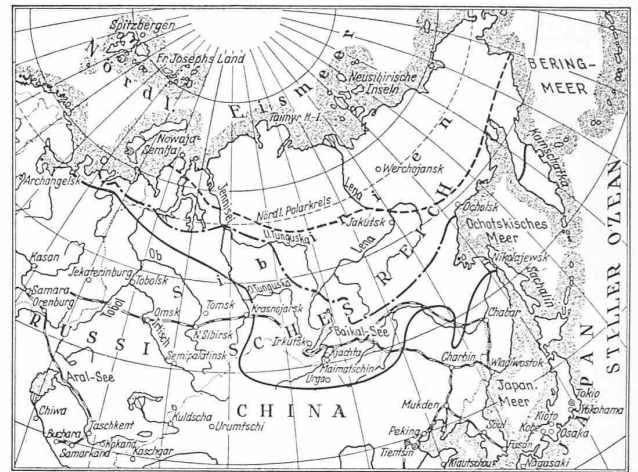 Spitzbergen
Fr. Josephs Land
Nördl. Eismeer
Neusibirische
Inseln
Taimyr H.-I.
BERING-
MEER
Nowaja-
Semlja
Kamtschatka
Archangelsk
Werchojansk
Lena
Jenissei
Nördl. Polarkreis
U. Tunguska
Jakutsk
Lena
Ochotsk
Ochotskisches
Meer
Nikolajewsk
Sachalin
STILLER OZEAN
Kasan
Jekaterinburg
Ob
Tobolsk
Samara
Orenburg
Tobol
Omsk
Irtisch
Tomsk
O. Tunguska
Krasnojarsk
N. Sibirsk
Semipalatinsk
Sibirien
RUSSISCHES REICH
Irkutsk
Baikal-See
Kjachta
Maimatschin
Urga
Chabar.
Charbin
Wladiwostok
Aral-See
Chiwa
Buchara
Taschkent
Samarkand
Kokand
Kaschgar
Kuldscha
Urumtschi
CHINA
Mukden
Peking
Tientsin
Kiautschou
Japan.
Meer
JAPAN
Söul
Fusan
Nagasaki
Tokio
Yokohama
Kioto
Kobe
Osaka